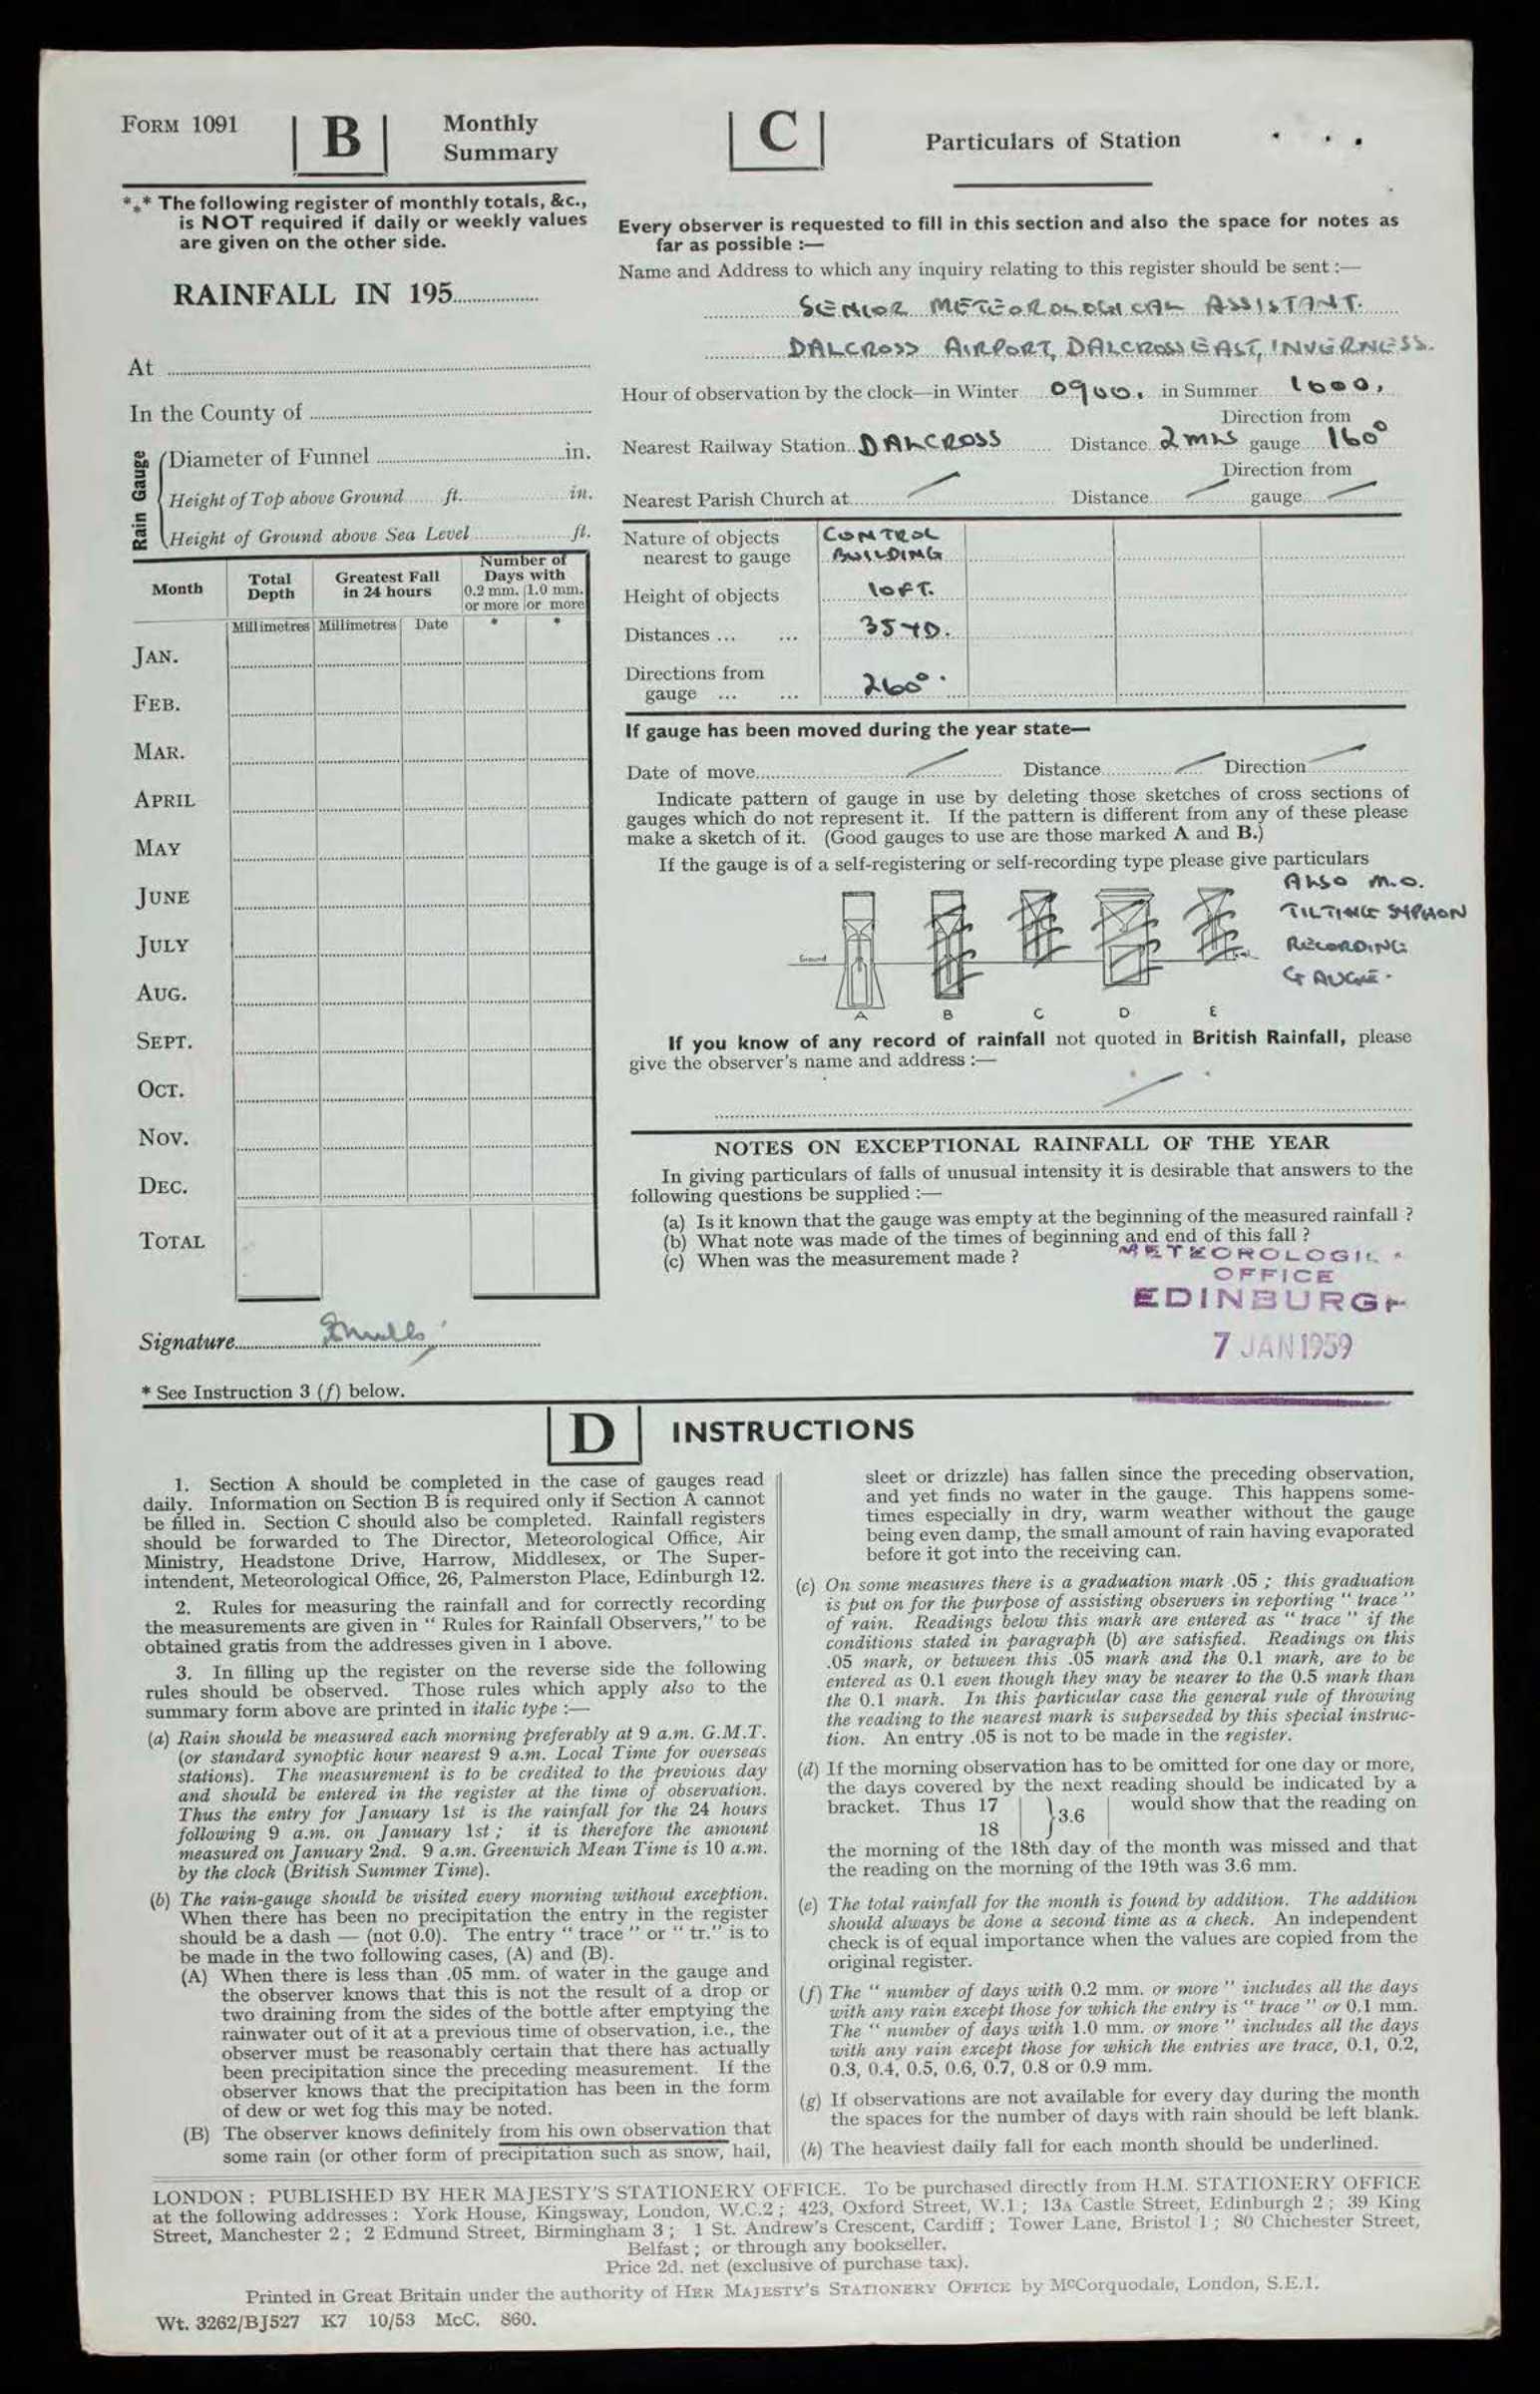 FORM 1091
B
Monthly
Summary
*⁎* The following register of monthly totals, &c.,
is NOT required if daily or weekly values
are given on the other side.
RAINFALL IN 195
At
In the County of
Rain Gauge
Diameter of Funnel in.
Height of Top above Ground ft. in.
Height of Ground above Sea Level ft.
Month
Total
Depth
Greatest Fall
in 24 hours
Number of
Days with
0.2 mm. 1.0 mm.
or more or more
Millimetres Millimetres Date * *
JAN.
FEB.
MAR.
APRIL
MAY
JUNE
JULY
AUG.
SEPT.
OCT.
NOV.
DEC.
TOTAL
Signature
* See Instruction 3 (f) below.
C
Particulars of Station
Every observer is requested to fill in this section and also the space for notes as
far as possible :—
Name and Address to which any inquiry relating to this register should be sent :—
SENIOR METEOROLOGICAL ASSISTANT.
DALCROSS AIRPORT, DALCROSS EAST, INVERNESS.
Hour of observation by the clock—in Winter 0900. in Summer 1000,
Direction from
Nearest Railway Station DALCROSS Distance 2 MLS gauge 160°
Direction from
Nearest Parish Church at Distance gauge
Nature of objects CONTROL
nearest to gauge BUILDING
Height of objects 10FT.
Distances ... ... 35 YD.
Directions from
gauge ... ... 260°.
If gauge has been moved during the year state—
Date of move Distance Direction
Indicate pattern of gauge in use by deleting those sketches of cross sections of
gauges which do not represent it. If the pattern is different from any of these please
make a sketch of it. (Good gauges to use are those marked A and B.)
If the gauge is of a self-registering or self-recording type please give particulars
ALSO M.O.
TILTING SYPHON
RECORDING
GAUGE.
Ground
A B C D E
If you know of any record of rainfall not quoted in British Rainfall, please
give the observer's name and address :—
NOTES ON EXCEPTIONAL RAINFALL OF THE YEAR
In giving particulars of falls of unusual intensity it is desirable that answers to the
following questions be supplied :—
(a) Is it known that the gauge was empty at the beginning of the measured rainfall ?
(b) What note was made of the times of beginning and end of this fall ?
(c) When was the measurement made ?
METEOROLOGIC
OFFICE
EDINBURGH
7 JAN 1959
D
INSTRUCTIONS
1. Section A should be completed in the case of gauges read
daily. Information on Section B is required only if Section A cannot
be filled in. Section C should also be completed. Rainfall registers
should be forwarded to The Director, Meteorological Office, Air
Ministry, Headstone Drive, Harrow, Middlesex, or The Super-
intendent, Meteorological Office, 26, Palmerston Place, Edinburgh 12.
2. Rules for measuring the rainfall and for correctly recording
the measurements are given in " Rules for Rainfall Observers," to be
obtained gratis from the addresses given in 1 above.
3. In filling up the register on the reverse side the following
rules should be observed. Those rules which apply also to the
summary form above are printed in italic type :—
(a) Rain should be measured each morning preferably at 9 a.m. G.M.T.
(or standard synoptic hour nearest 9 a.m. Local Time for overseas
stations). The measurement is to be credited to the previous day
and should be entered in the register at the time of observation.
Thus the entry for January 1st is the rainfall for the 24 hours
following 9 a.m. on January 1st ; it is therefore the amount
measured on January 2nd. 9 a.m. Greenwich Mean Time is 10 a.m.
by the clock (British Summer Time).
(b) The rain-gauge should be visited every morning without exception.
When there has been no precipitation the entry in the register
should be a dash — (not 0.0). The entry " trace " or " tr." is to
be made in the two following cases, (A) and (B).
(A) When there is less than .05 mm. of water in the gauge and
the observer knows that this is not the result of a drop or
two draining from the sides of the bottle after emptying the
rainwater out of it at a previous time of observation, i.e., the
observer must be reasonably certain that there has actually
been precipitation since the preceding measurement. If the
observer knows that the precipitation has been in the form
of dew or wet fog this may be noted.
(B) The observer knows definitely from his own observation that
some rain (or other form of precipitation such as snow, hail,
sleet or drizzle) has fallen since the preceding observation,
and yet finds no water in the gauge. This happens some-
times especially in dry, warm weather without the gauge
being even damp, the small amount of rain having evaporated
before it got into the receiving can.
(c) On some measures there is a graduation mark .05 ; this graduation
is put on for the purpose of assisting observers in reporting " trace "
of rain. Readings below this mark are entered as " trace " if the
conditions stated in paragraph (b) are satisfied. Readings on this
.05 mark, or between this .05 mark and the 0.1 mark, are to be
entered as 0.1 even though they may be nearer to the 0.5 mark than
the 0.1 mark. In this particular case the general rule of throwing
the reading to the nearest mark is superseded by this special instruc-
tion. An entry .05 is not to be made in the register.
(d) If the morning observation has to be omitted for one day or more,
the days covered by the next reading should be indicated by a
bracket. Thus 17 } 3.6 would show that the reading on
18
the morning of the 18th day of the month was missed and that
the reading on the morning of the 19th was 3.6 mm.
(e) The total rainfall for the month is found by addition. The addition
should always be done a second time as a check. An independent
check is of equal importance when the values are copied from the
original register.
(f) The " number of days with 0.2 mm. or more " includes all the days
with any rain except those for which the entry is " trace " or 0.1 mm.
The " number of days with 1.0 mm. or more " includes all the days
with any rain except those for which the entries are trace, 0.1, 0.2,
0.3, 0.4, 0.5, 0.6, 0.7, 0.8 or 0.9 mm.
(g) If observations are not available for every day during the month
the spaces for the number of days with rain should be left blank.
(h) The heaviest daily fall for each month should be underlined.
LONDON : PUBLISHED BY HER MAJESTY'S STATIONERY OFFICE. To be purchased directly from H.M. STATIONERY OFFICE
at the following addresses : York House, Kingsway, London, W.C.2 ; 423, Oxford Street, W.1 ; 13A Castle Street, Edinburgh 2 ; 39 King
Street, Manchester 2 ; 2 Edmund Street, Birmingham 3 ; 1 St. Andrew's Crescent, Cardiff ; Tower Lane, Bristol 1 ; 80 Chichester Street,
Belfast ; or through any bookseller.
Price 2d. net (exclusive of purchase tax).
Printed in Great Britain under the authority of HER MAJESTY'S STATIONERY OFFICE by McCorquodale, London, S.E.1.
Wt. 3262/BJ527 K7 10/53 McC. 860.